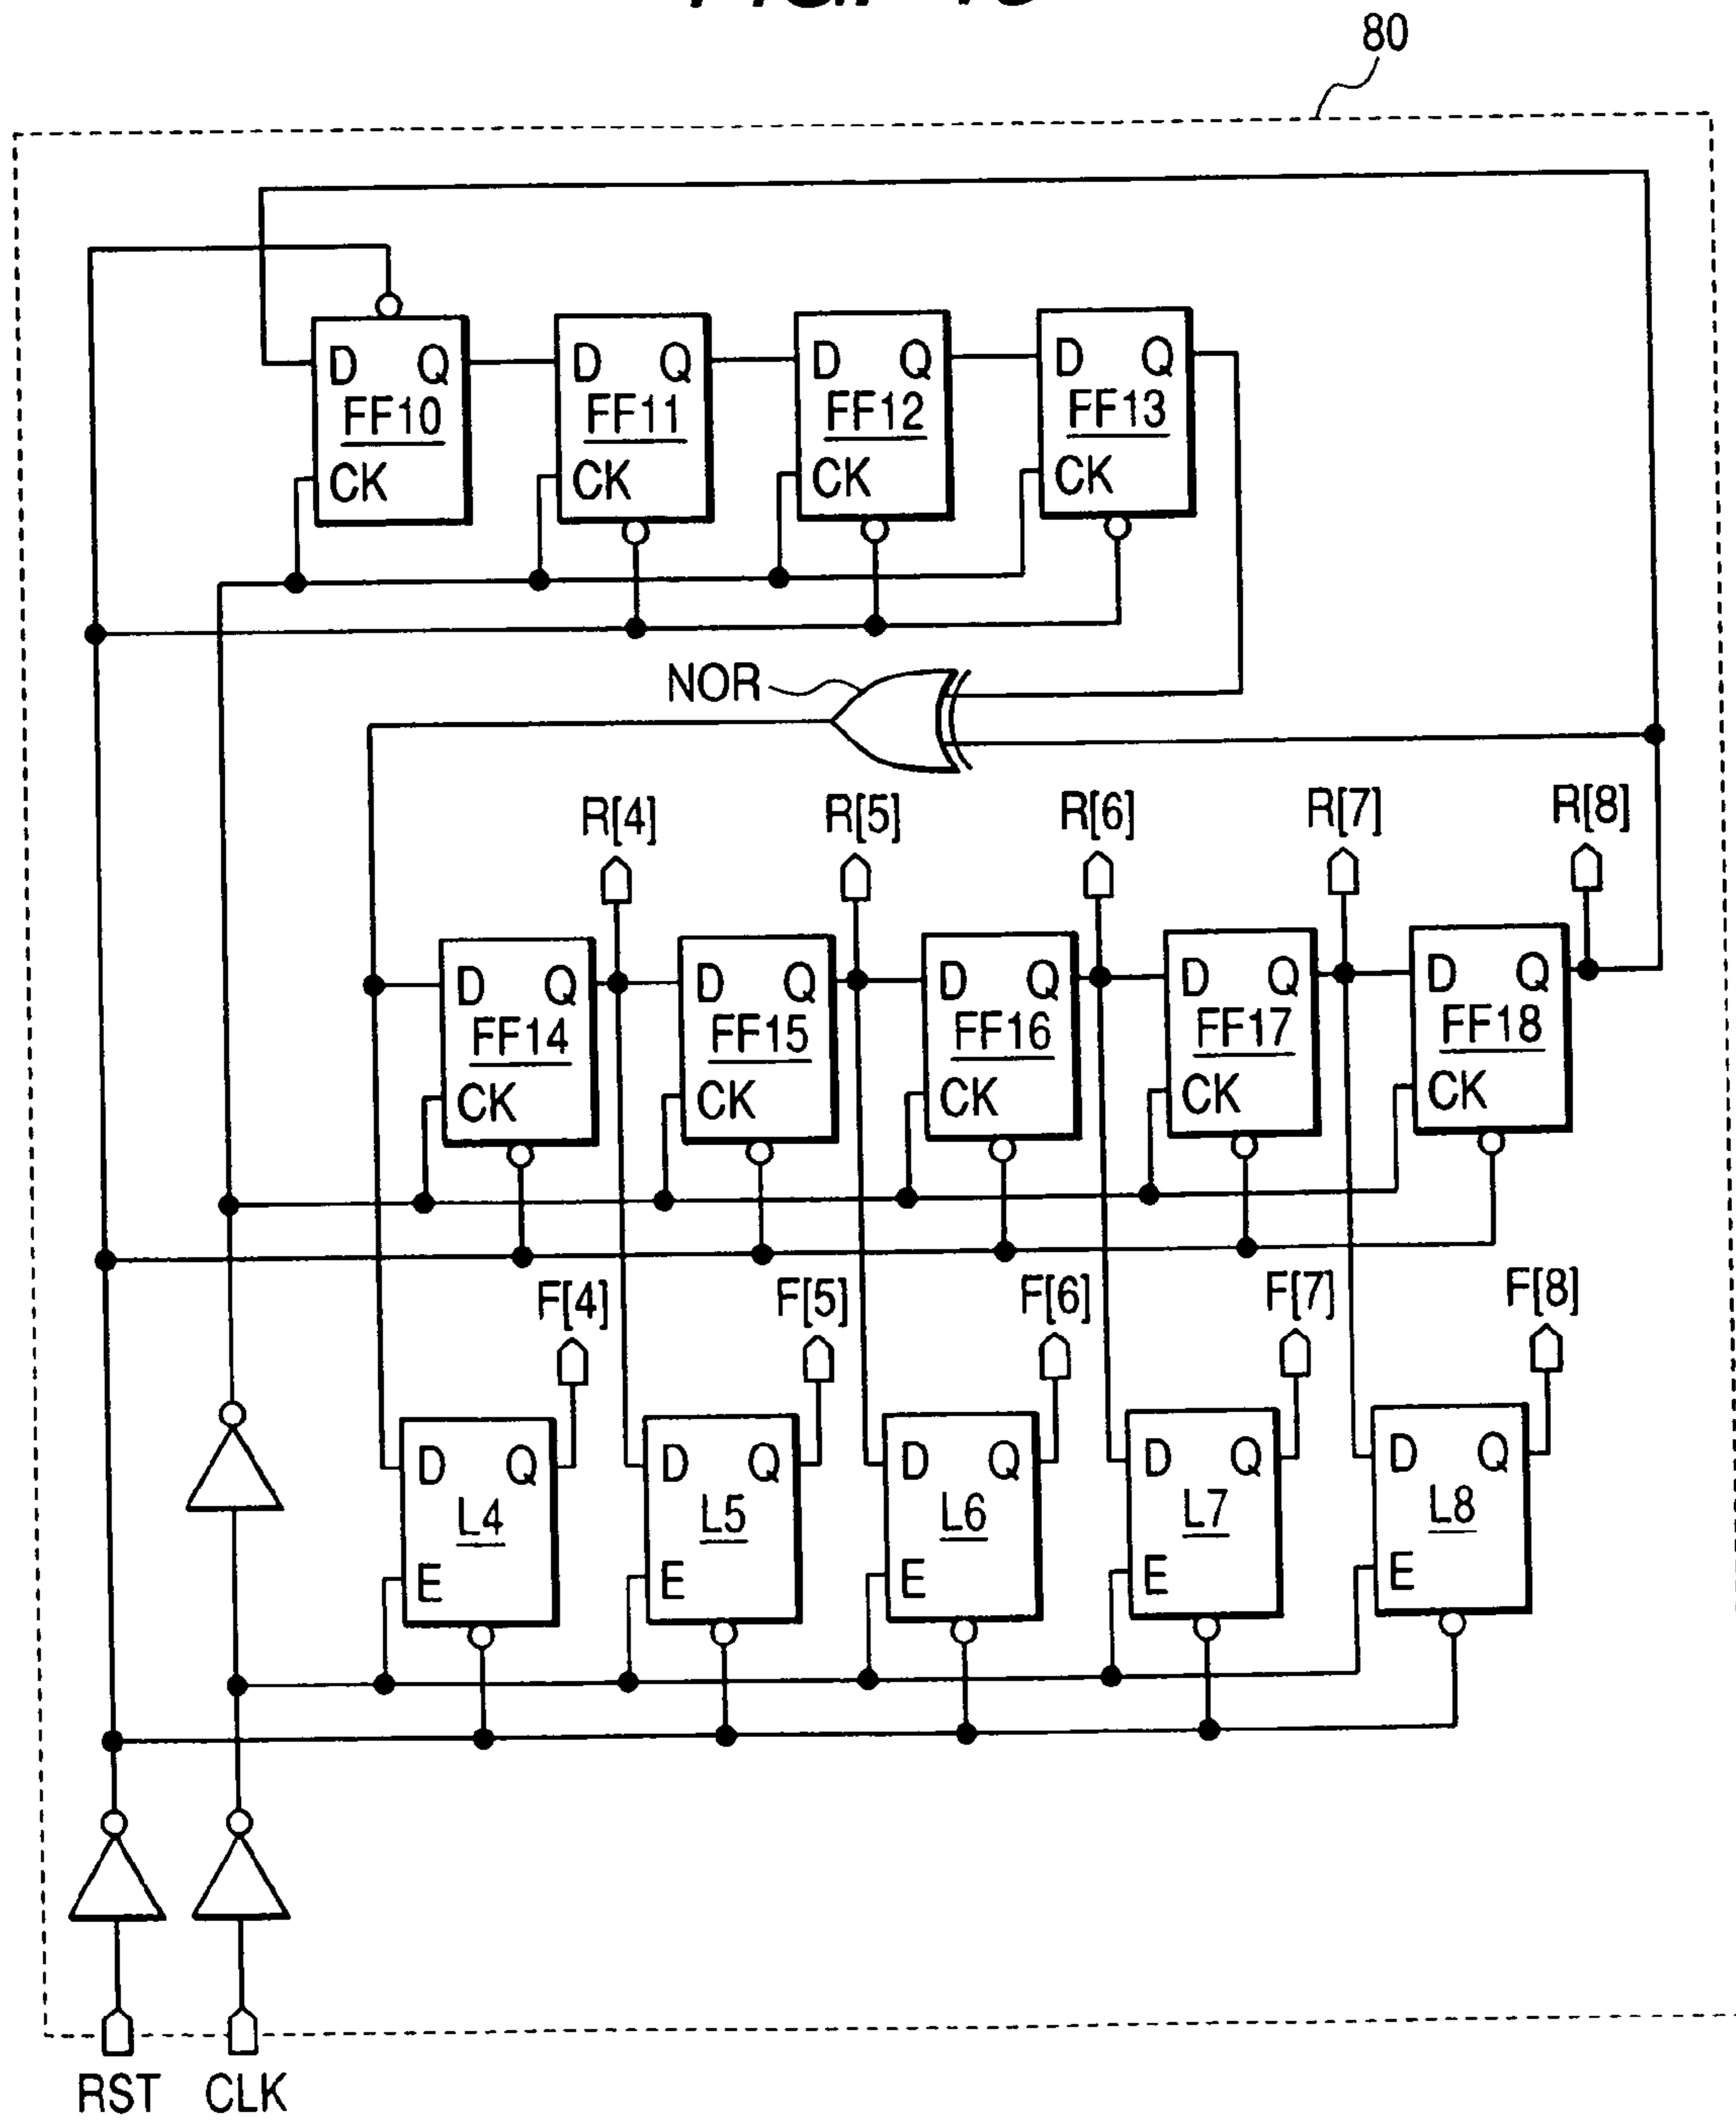 80
D Q D Q D Q D Q
FF10 FF11 FF12 FF13
CK CK CK CK
NOR
R[4] R[5] R[6] R[7] R[8]
D Q D Q D Q D Q D Q
FF14 FF15 FF16 FF17 FF18
CK CK CK CK CK
F[4] F[5] F[6] F[7] F[8]
D Q D Q D Q D Q D Q
L4 L5 L6 L7 L8
E E E E E
RST CLK